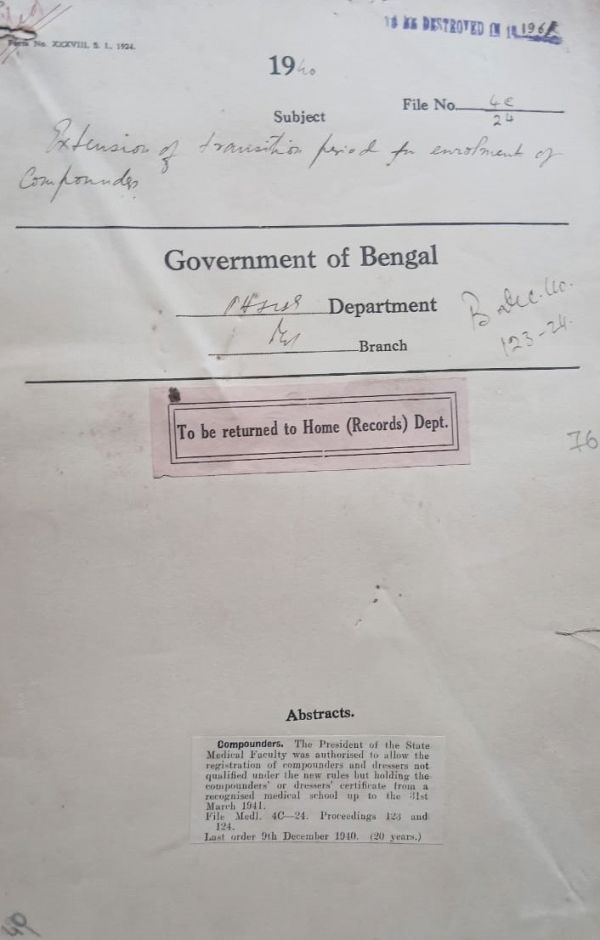 Form No. XXXVIII S. L. 1924.
TO BE DESTROYED IN 196
1940
Subject
File No. 4C
24
Extension of transition period for enrolment of
Compounders
Government of Bengal
Department
Branch
B. Dec. 40.
123-24.
To be returned to Home (Records) Dept.
76
Abstracts.
Compounders. The President of the State
Medical Faculty was authorised to allow the
registration of compounders and dressers not
qualified under the new rules but holding the
compounders' or dressers' certificate from a
recognised medical school up to the 31st
March 1941.
File Medl. 4C—24. Proceedings 123 and
124.
Last order 9th December 1940. (20 years.)